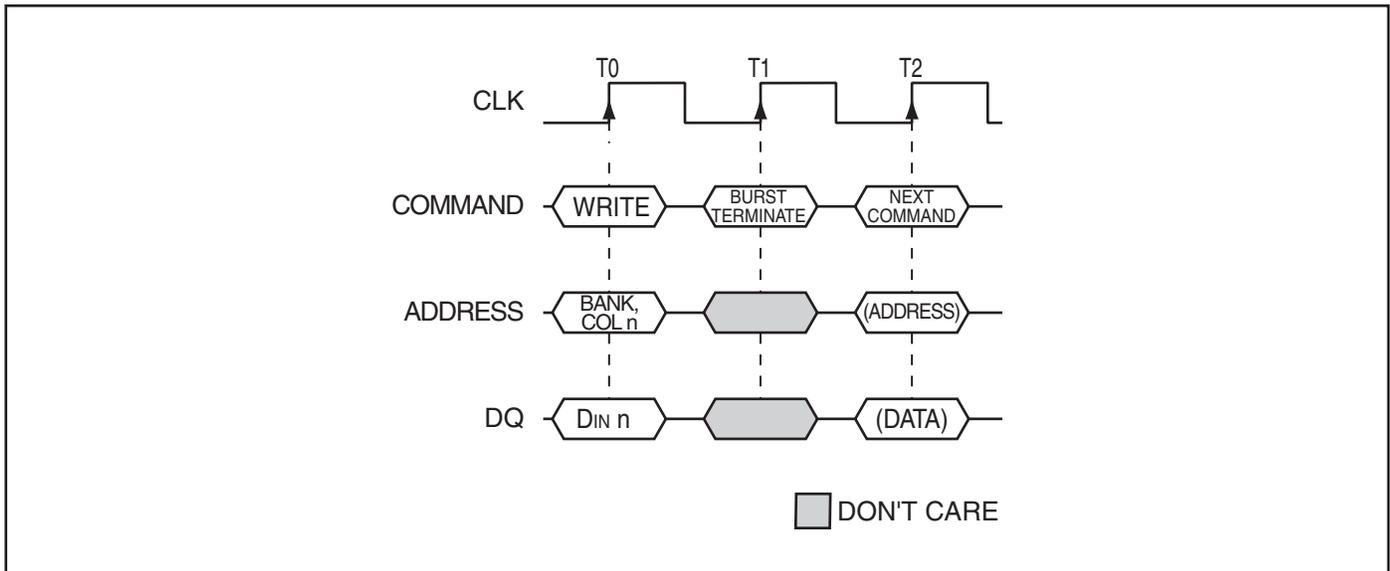 T0 T1 T2
CLK
COMMAND WRITE BURST TERMINATE NEXT COMMAND
ADDRESS BANK, COL n (ADDRESS)
DQ DIN n (DATA)
DON'T CARE